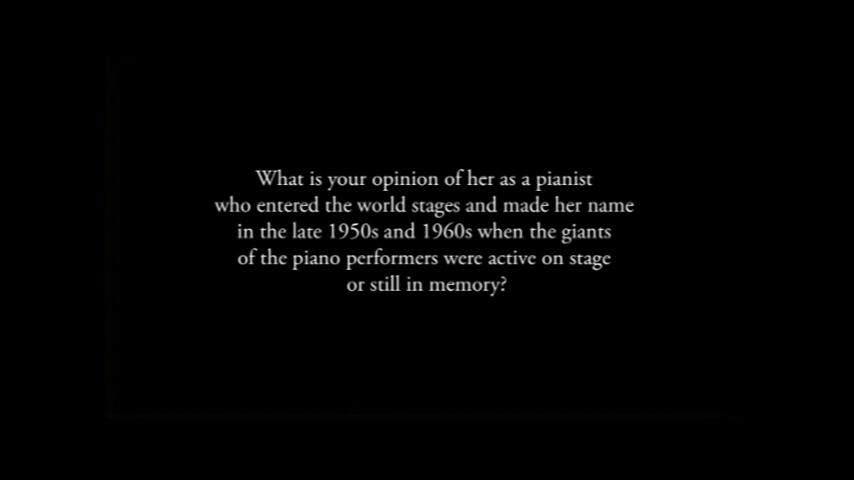 What is your opinion of her as a pianist
who entered the world stages and made her name
in the late 1950s and 1960s when the giants
of the piano performers were active on stage
or still in memory?